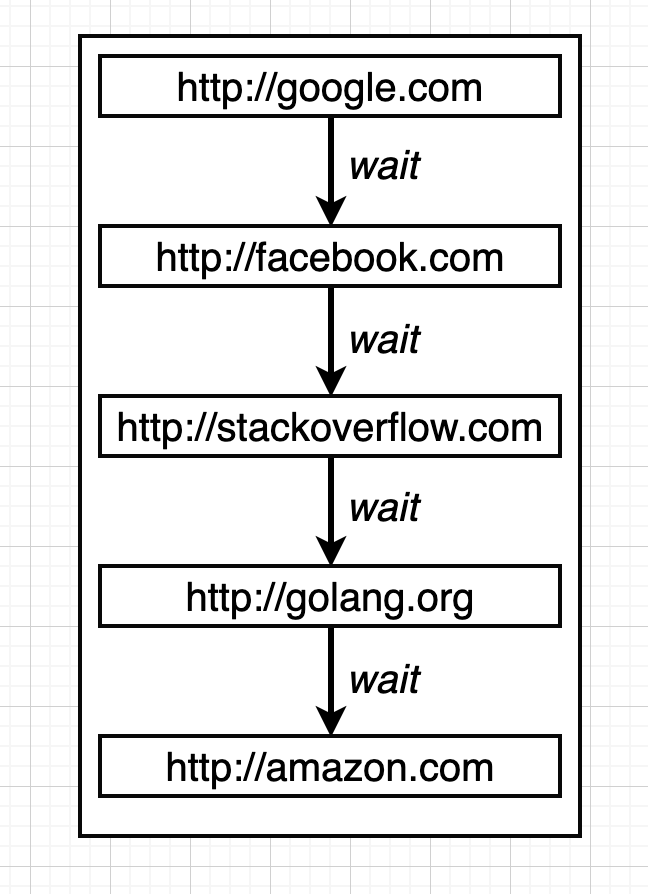 http://google.com
wait
http://facebook.com
wait
http://stackoverflow.com
wait
http://golang.org
wait
http://amazon.com